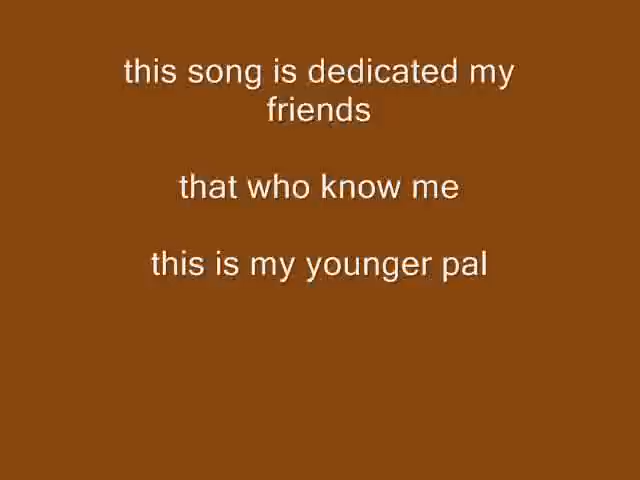 this song is dedicated my
friends
that who know me
this is my younger pal